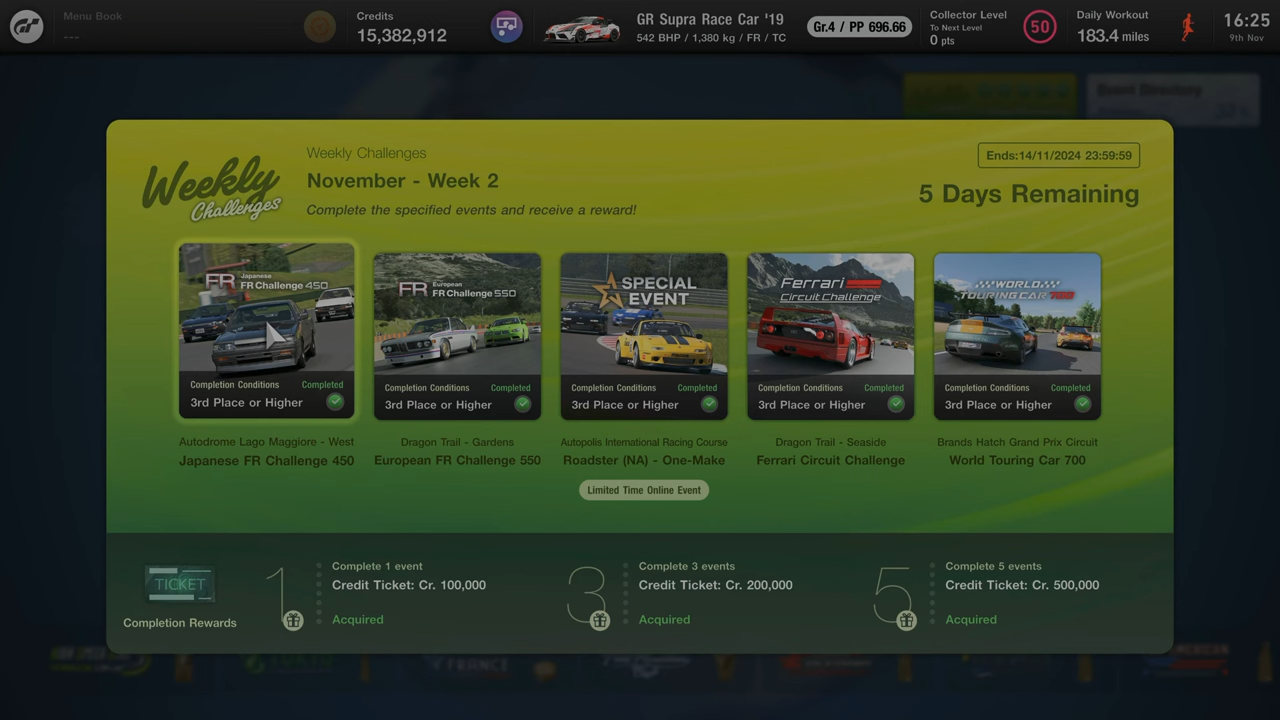 Menu Book
---
Credits
15,382,912
GR Supra Race Car '19
542 BHP / 1,380 kg / FR / TC
Gr.4 / PP 696.66
Collector Level
To Next Level
0 pts
50
Daily Workout
183.4 miles
16:25
9th Nov
Event Directory
Weekly
Challenges
Weekly Challenges
November - Week 2
Complete the specified events and receive a reward!
Ends:14/11/2024 23:59:59
5 Days Remaining
FR Japanese FR Challenge 450
Completion Conditions Completed
3rd Place or Higher
Autodrome Lago Maggiore - West
Japanese FR Challenge 450
FR European FR Challenge 550
Completion Conditions Completed
3rd Place or Higher
Dragon Trail - Gardens
European FR Challenge 550
SPECIAL EVENT
Completion Conditions Completed
3rd Place or Higher
Autopolis International Racing Course
Roadster (NA) - One-Make
Limited Time Online Event
Ferrari Circuit Challenge
Completion Conditions Completed
3rd Place or Higher
Dragon Trail - Seaside
Ferrari Circuit Challenge
WORLD TOURING CAR 700
Completion Conditions Completed
3rd Place or Higher
Brands Hatch Grand Prix Circuit
World Touring Car 700
TICKET
Completion Rewards
1
Complete 1 event
Credit Ticket: Cr. 100,000
Acquired
3
Complete 3 events
Credit Ticket: Cr. 200,000
Acquired
5
Complete 5 events
Credit Ticket: Cr. 500,000
Acquired